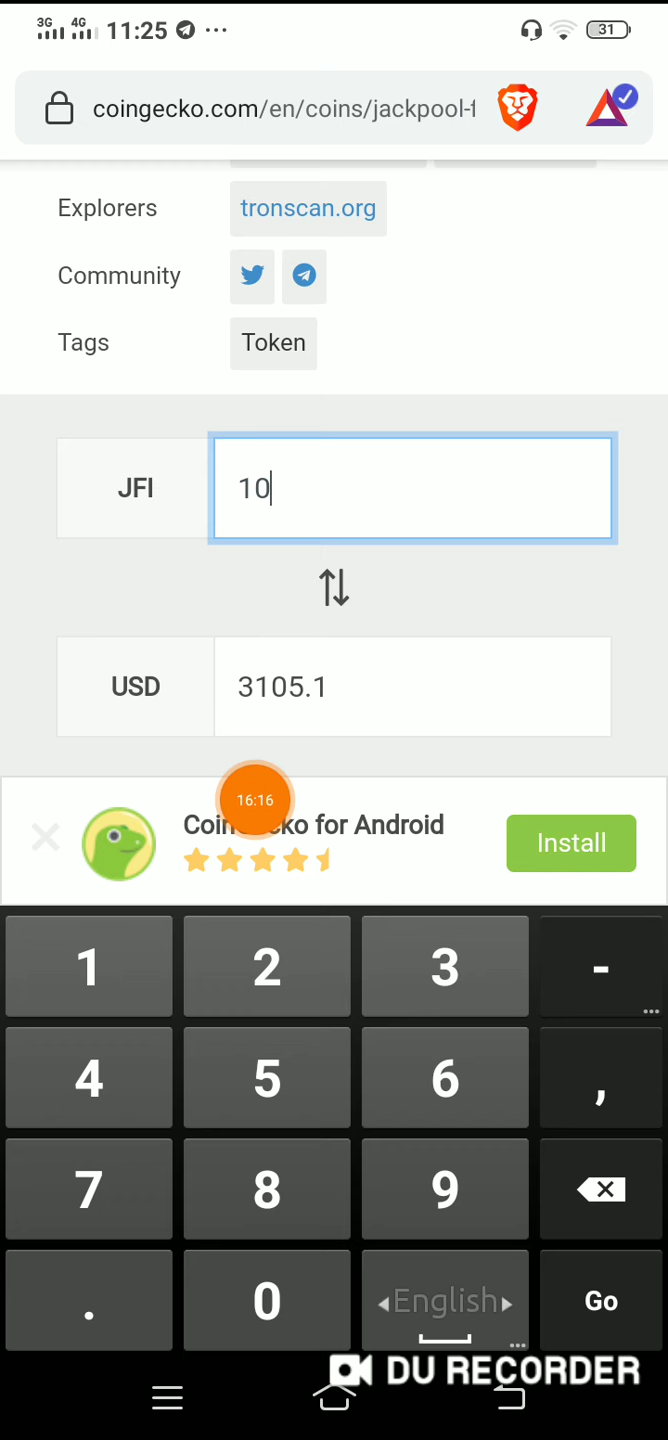 3G 4G 11:25 ... 31
coingecko.com/en/coins/jackpool-f
Explorers tronscan.org
Community
Tags Token
JFI 10
USD 3105.1
16:16
for Android
Install
1 2 3 -
4 5 6 ,
7 8 9
. 0 English Go
DU RECORDER